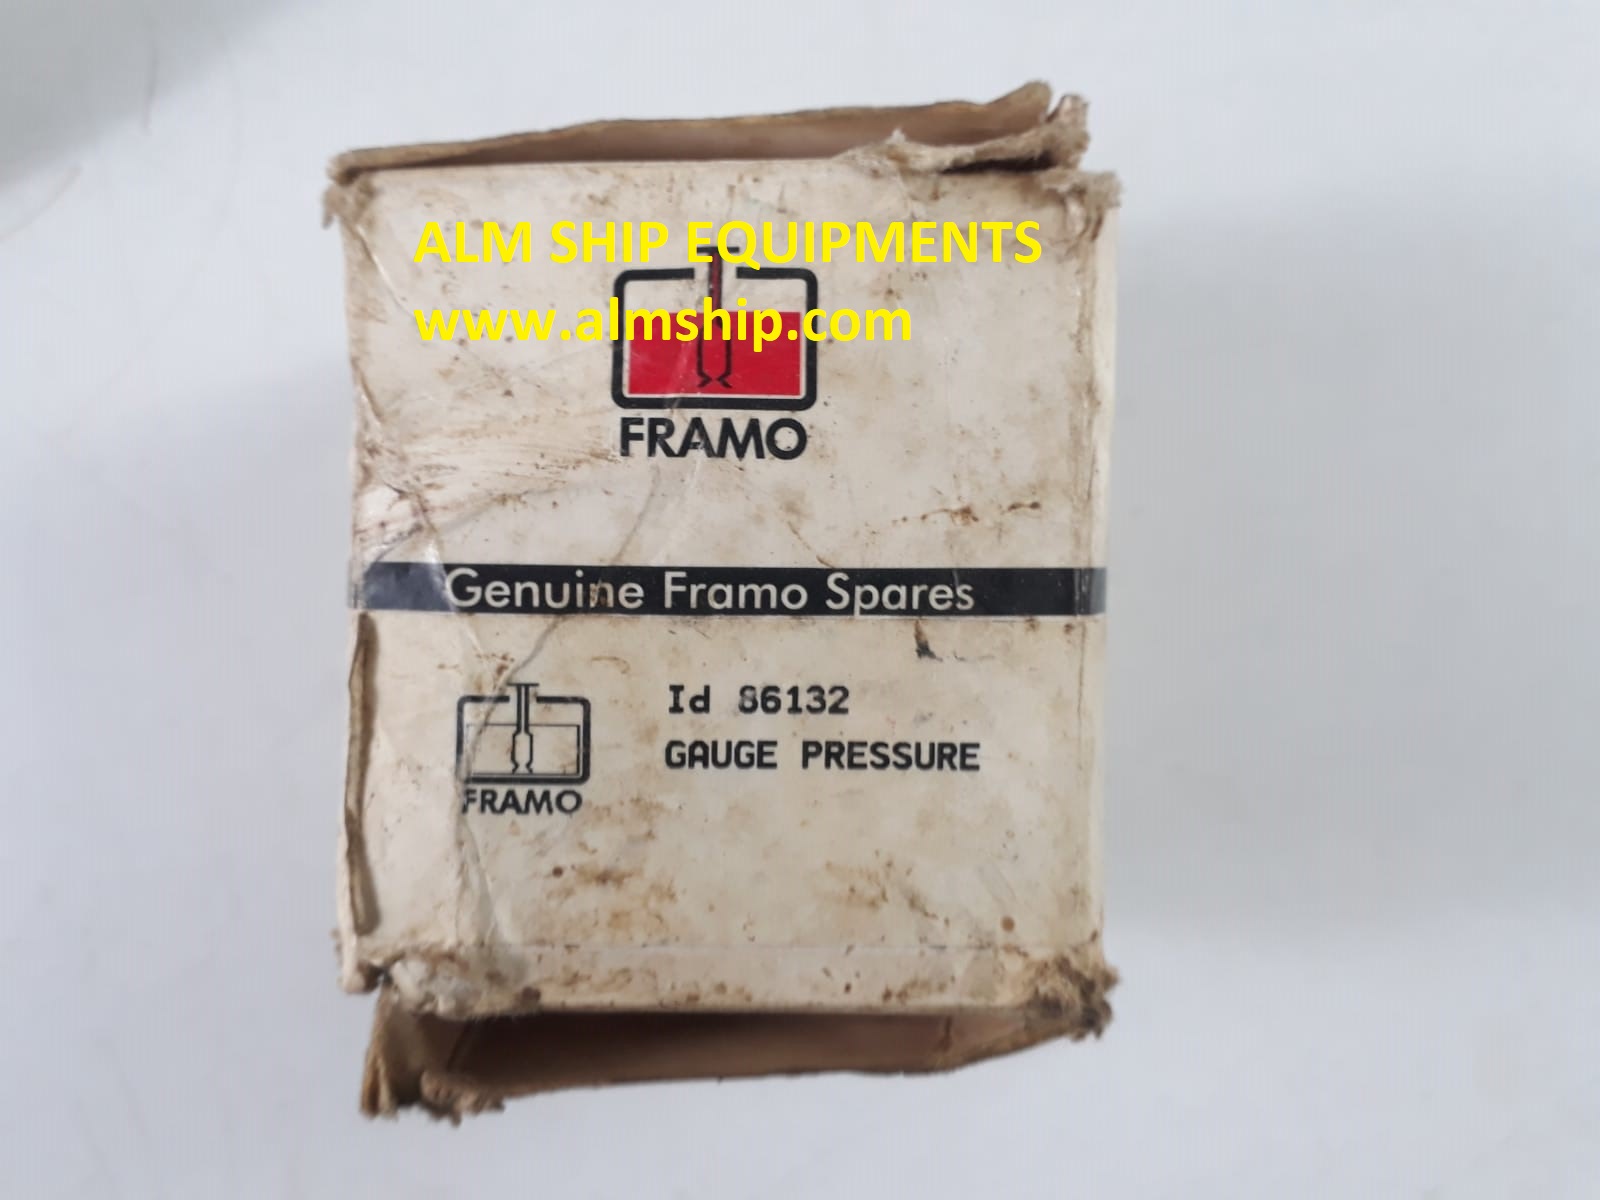 ALM SHIP EQUIPMENTS
www.almship.com
FRAMO
Genuine Framo Spares
Id 86132
GAUGE PRESSURE
FRAMO